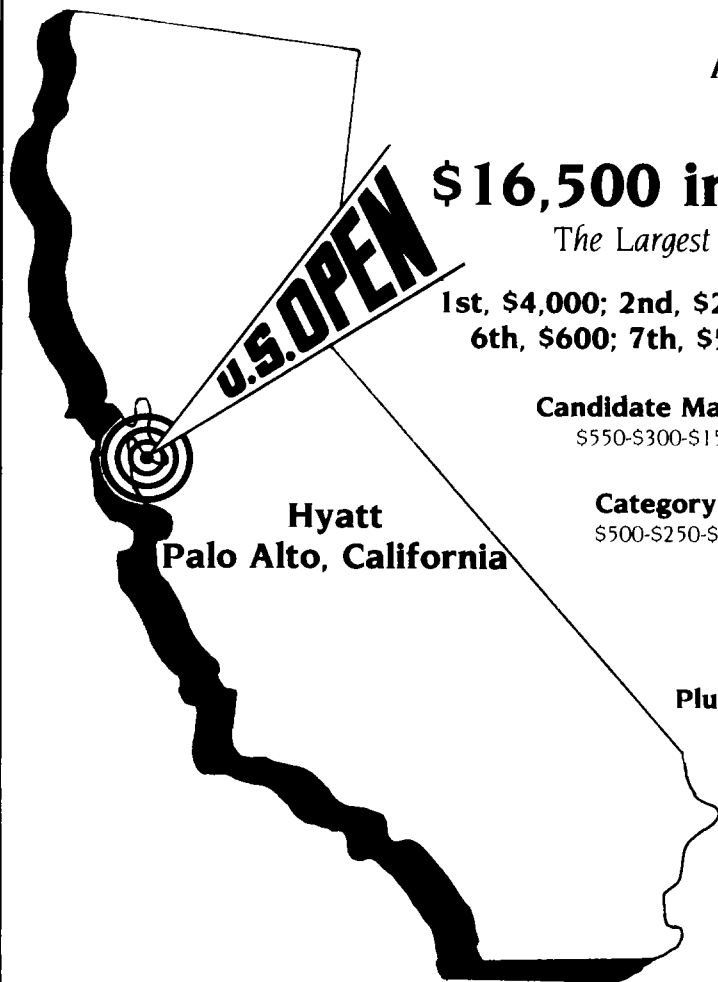 A
$16,500 in
The Largest
U.S. OPEN
1st, $4,000; 2nd, $2
6th, $600; 7th, $5
Candidate Ma
$550-$300-$15
Hyatt
Palo Alto, California
Category
$500-$250-$
Plu